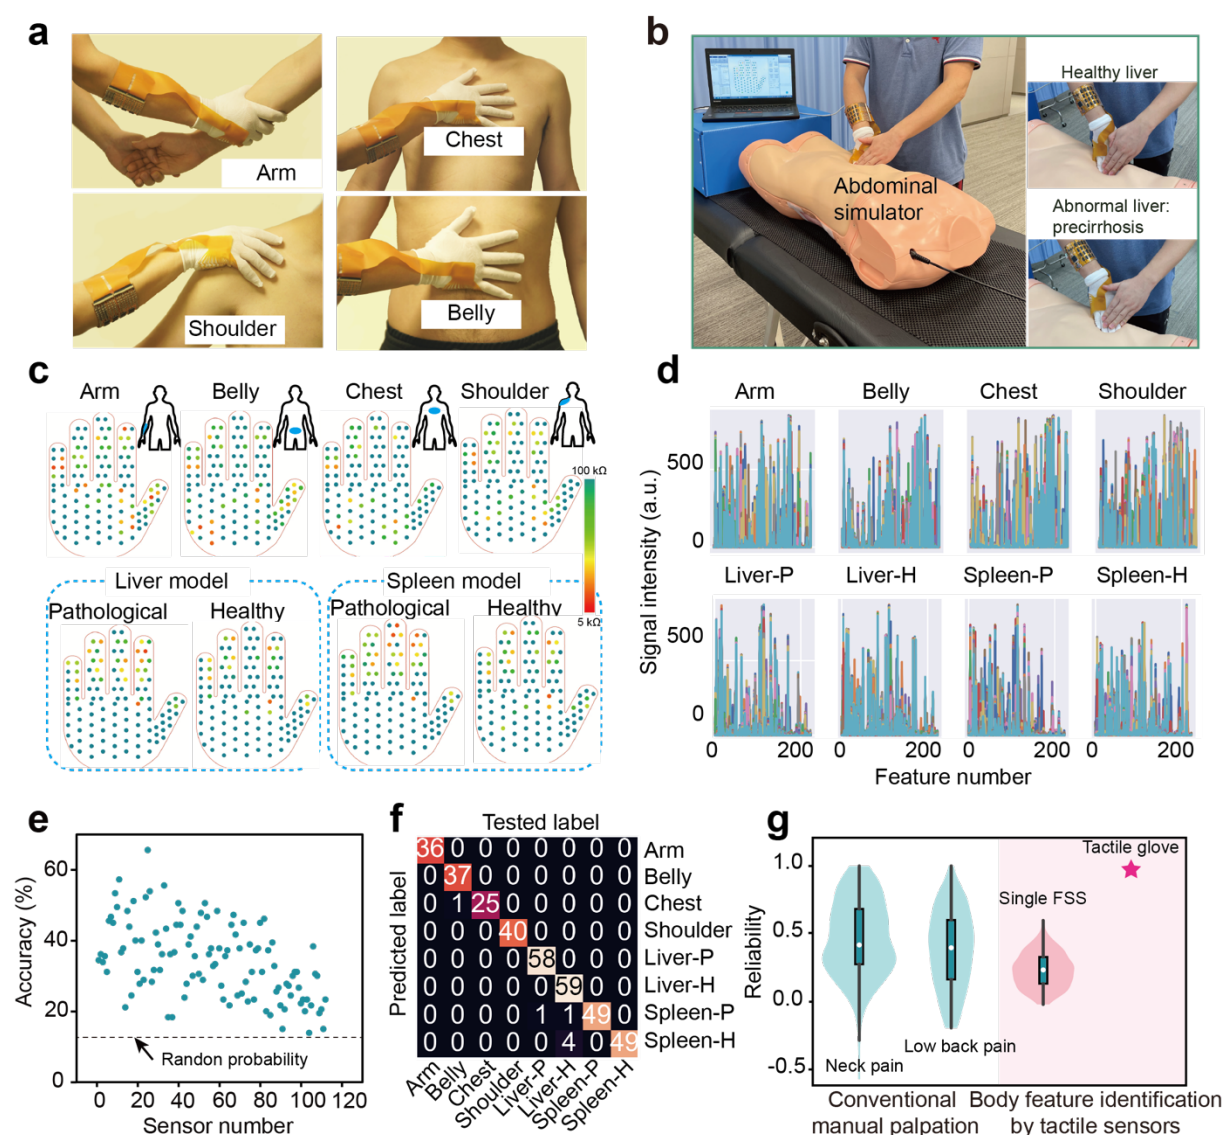 a
Arm
Chest
Shoulder
Belly
b
Abdominal
simulator
Healthy liver
Abnormal liver:
precirrhosis
c
Arm
Belly
Chest
Shoulder
100 kΩ
5 kΩ
Liver model
Spleen model
Pathological
Healthy
Pathological
Healthy
d
Arm
Belly
Chest
Shoulder
500
0
Signal intensity (a.u.)
Liver-P
Liver-H
Spleen-P
Spleen-H
500
0
0 200 0 200 0 200 0 200
Feature number
e
Accuracy (%)
60
40
20
0
Randon probability
0 20 40 60 80 100 120
Sensor number
f
Tested label
Predicted label
36 0 0 0 0 0 0 0 Arm
0 37 0 0 0 0 0 0 Belly
0 1 25 0 0 0 0 0 Chest
0 0 0 40 0 0 0 0 Shoulder
0 0 0 0 58 0 0 0 Liver-P
0 0 0 0 0 59 0 0 Liver-H
0 0 0 0 1 1 49 0 Spleen-P
0 0 0 0 0 4 0 49 Spleen-H
Arm
Belly
Chest
Shoulder
Liver-P
Liver-H
Spleen-P
Spleen-H
g
Reliability
1.0
0.5
0.0
-0.5
Tactile glove
Single FSS
Low back pain
Neck pain
Conventional
manual palpation
Body feature identification
by tactile sensors